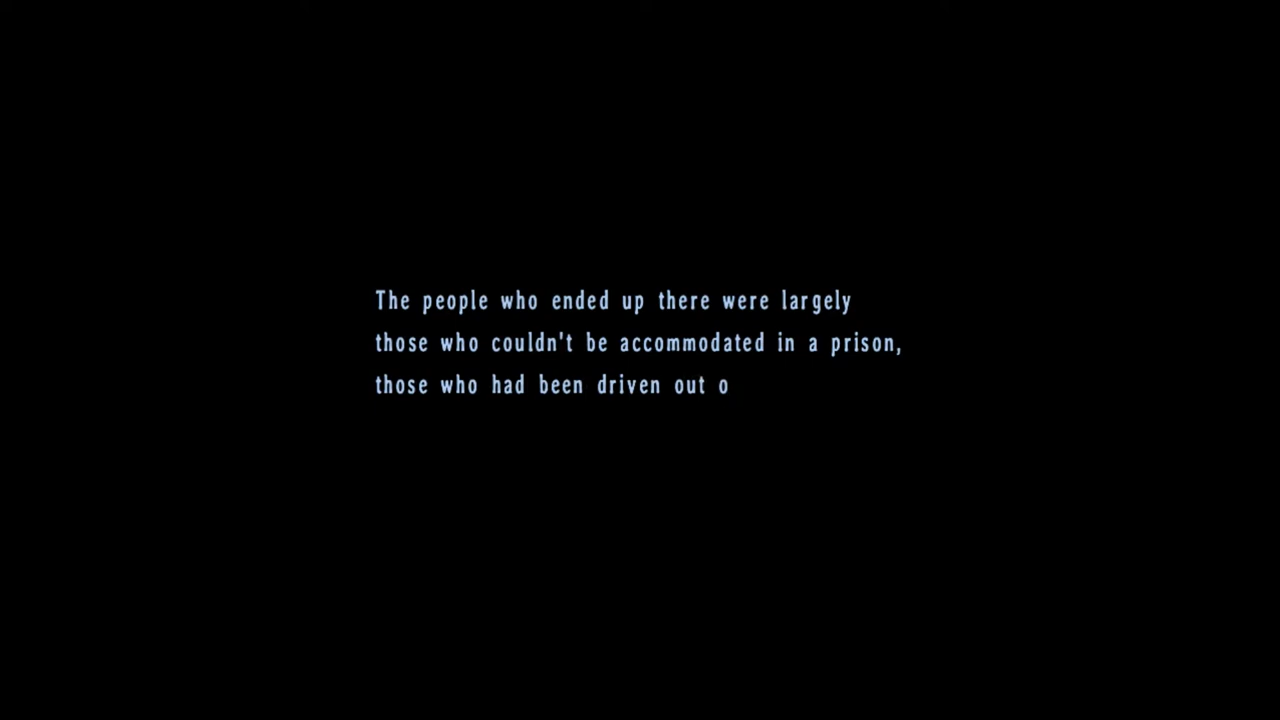 The people who ended up there were largely
those who couldn't be accommodated in a prison,
those who had been driven out o